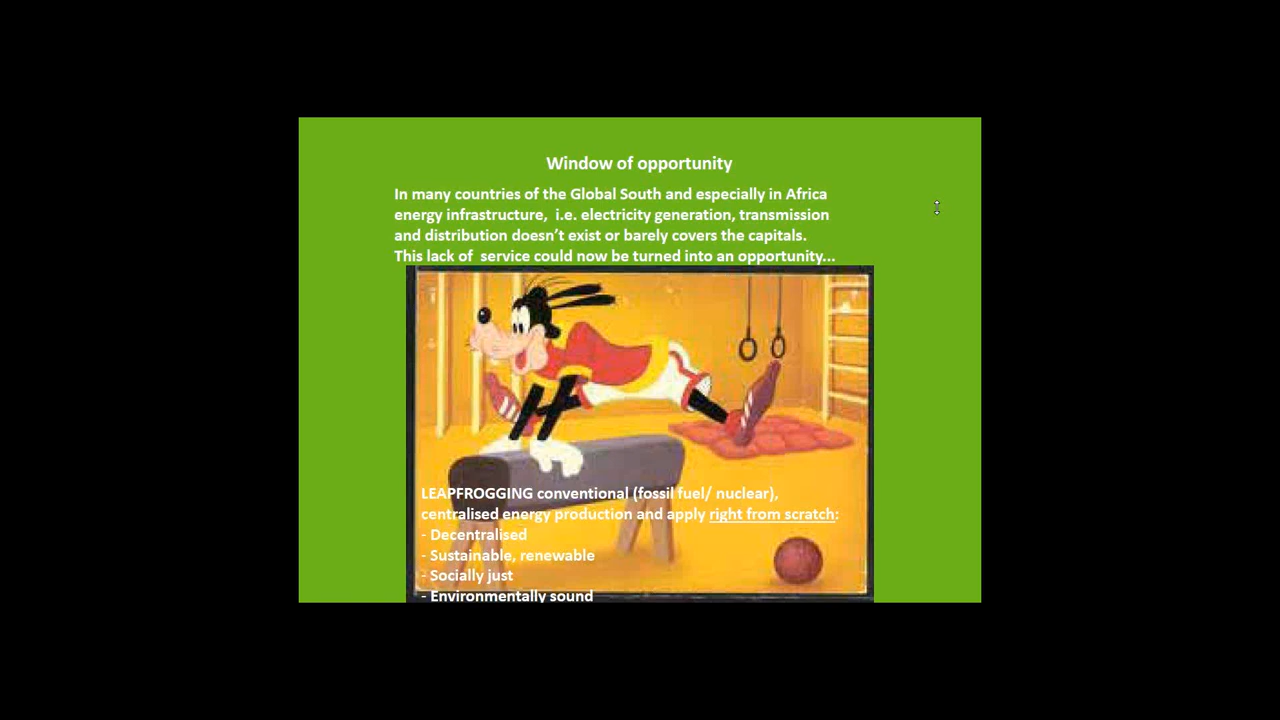 Window of opportunity
In many countries of the Global South and especially in Africa
energy infrastructure,  i.e. electricity generation, transmission
and distribution doesn’t exist or barely covers the capitals.
This lack of  service could now be turned into an opportunity...
LEAPFROGGING conventional (fossil fuel/ nuclear),
centralised energy production and apply right from scratch:
- Decentralised
- Sustainable, renewable
- Socially just
- Environmentally sound